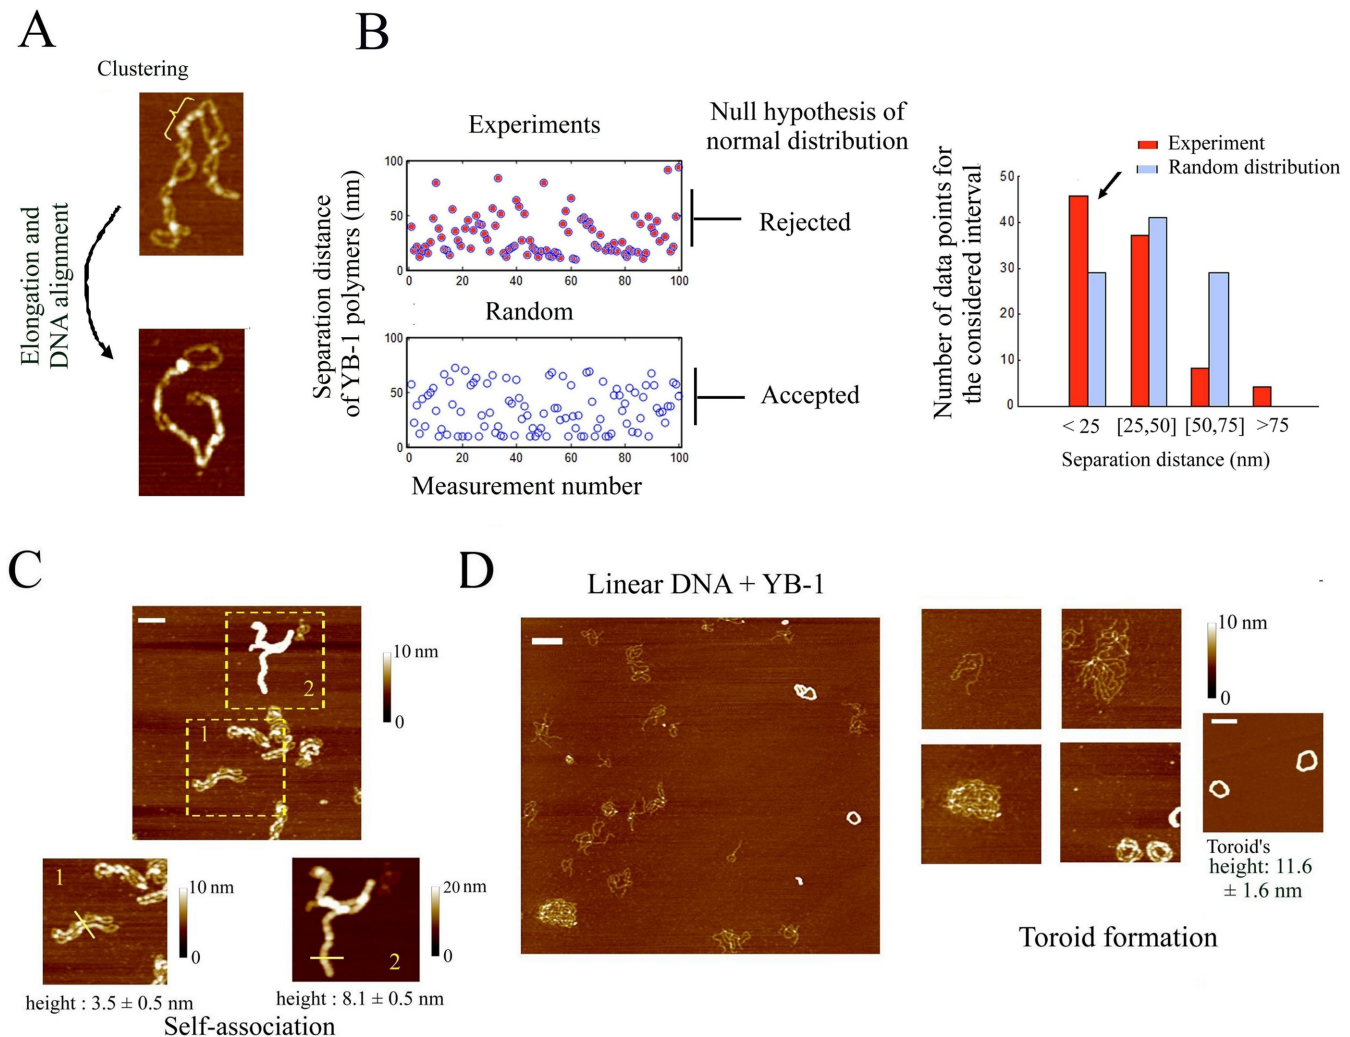 A
Clustering
Elongation and
DNA alignment
B
Experiments
Null hypothesis of
normal distribution
Separation distance
of YB-1 polymers (nm)
100
50
0
0
20
40
60
80
100
Rejected
Random
100
50
0
0
20
40
60
80
100
Accepted
Measurement number
Experiment
Random distribution
Number of data points for
the considered interval
50
40
30
20
10
0
< 25
[25,50]
[50,75]
>75
Separation distance (nm)
C
2
1
10 nm
0
1
10 nm
0
height : 3.5 ± 0.5 nm
2
20 nm
0
height : 8.1 ± 0.5 nm
Self-association
D
Linear DNA + YB-1
10 nm
0
Toroid's
height: 11.6
± 1.6 nm
Toroid formation